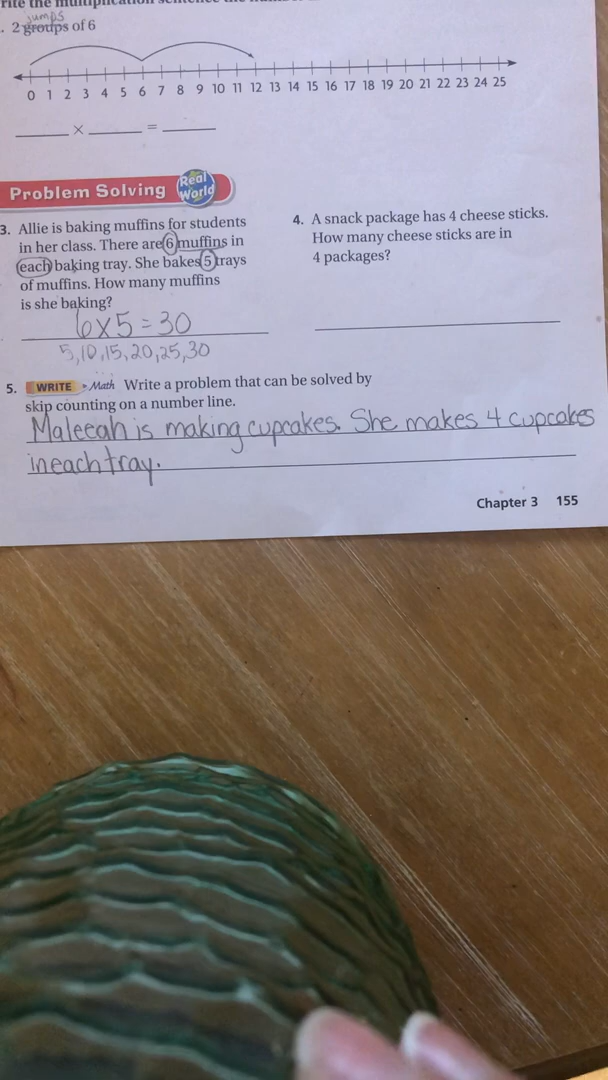 jumps
. 2 groups of 6
0 1 2 3 4 5 6 7 8 9 10 11 12 13 14 15 16 17 18 19 20 21 22 23 24 25
× =
Problem Solving Real World
3. Allie is baking muffins for students
in her class. There are 6 muffins in
each baking tray. She bakes 5 trays
of muffins. How many muffins
is she baking?
6x5=30
5,10,15,20,25,30
4. A snack package has 4 cheese sticks.
How many cheese sticks are in
4 packages?
5. WRITE Math Write a problem that can be solved by
skip counting on a number line.
Maleeah is making cupcakes. She makes 4 cupcakes
in each tray.
Chapter 3 155